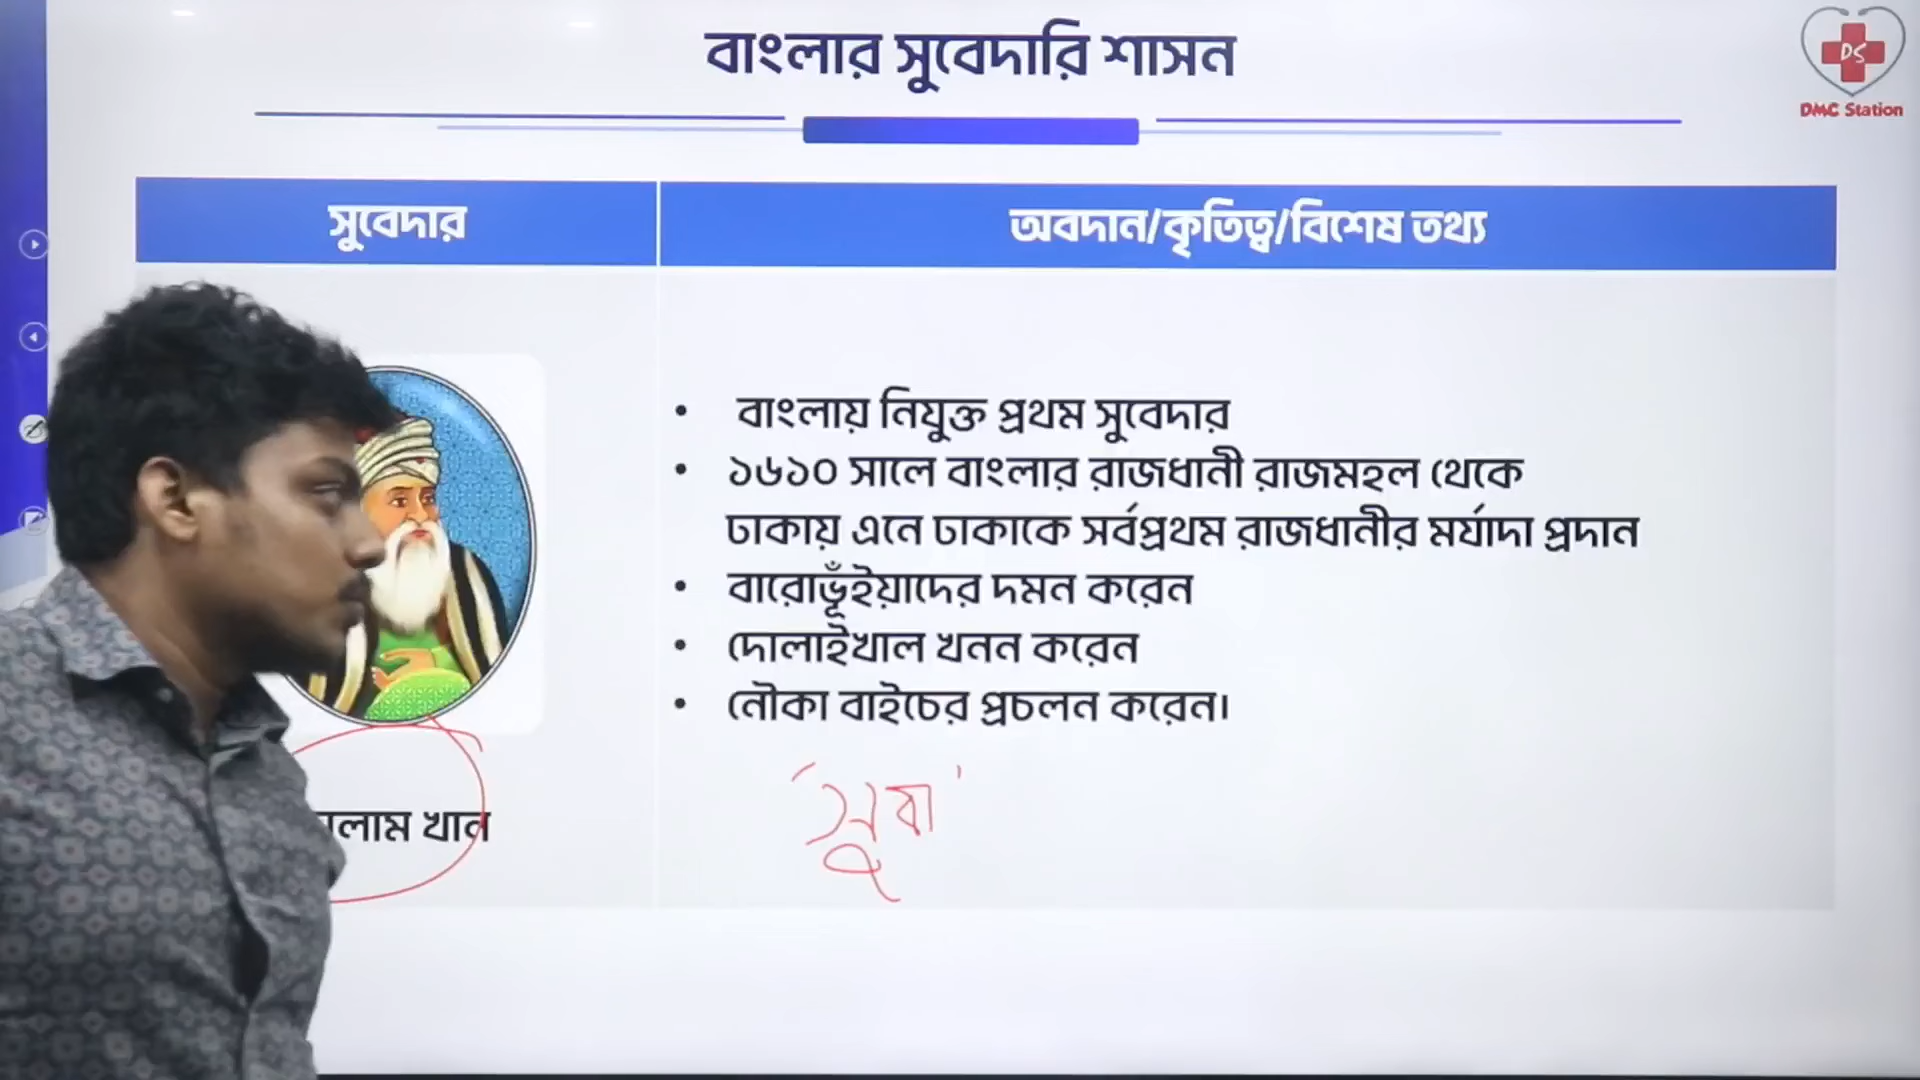 বাংলার সুবেদারি শাসন
DS
DMC Station
সুবেদার
অবদান/কৃতিত্ব/বিশেষ তথ্য
বাংলায় নিযুক্ত প্রথম সুবেদার
১৬১০ সালে বাংলার রাজধানী রাজমহল থেকে
ঢাকায় এনে ঢাকাকে সর্বপ্রথম রাজধানীর মর্যাদা প্রদান
বারোভূঁইয়াদের দমন করেন
দোলাইখাল খনন করেন
নৌকা বাইচের প্রচলন করেন।
খান
'সুবা'